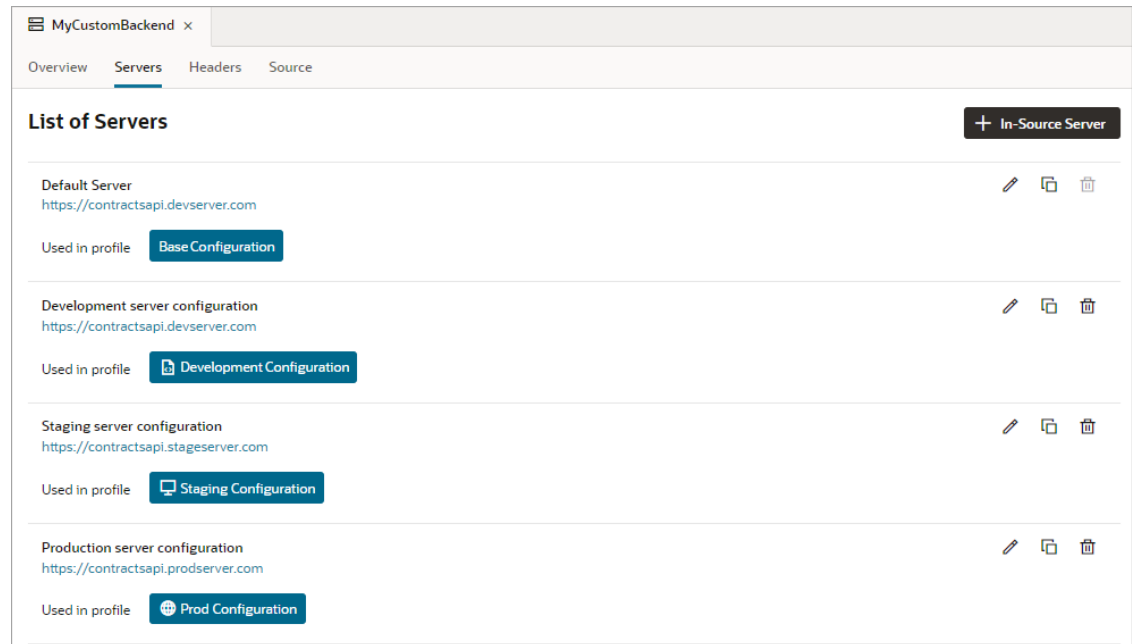 MyCustomBackend ×
Overview Servers Headers Source
List of Servers
+ In-Source Server
Default Server
https://contractsapi.devserver.com
Used in profile Base Configuration
Development server configuration
https://contractsapi.devserver.com
Used in profile Development Configuration
Staging server configuration
https://contractsapi.stageserver.com
Used in profile Staging Configuration
Production server configuration
https://contractsapi.prodserver.com
Used in profile Prod Configuration